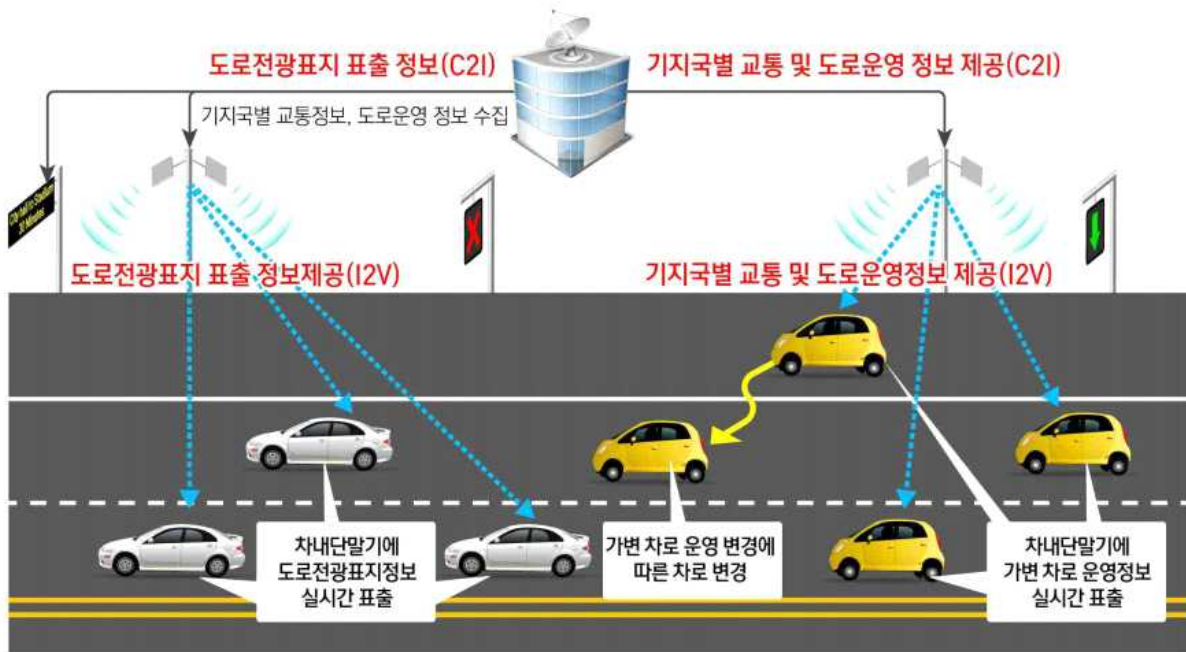 도로전광표지 표출 정보(C2I)
기지국별 교통 및 도로운영 정보 제공(C2I)
기지국별 교통정보, 도로운영 정보 수집
City hall to Stadium
30 Minutes
X
도로전광표지 표출 정보제공(I2V)
기지국별 교통 및 도로운영정보 제공(I2V)
차내단말기에
도로전광표지정보
실시간 표출
가변 차로 운영 변경에
따른 차로 변경
차내단말기에
가변 차로 운영정보
실시간 표출